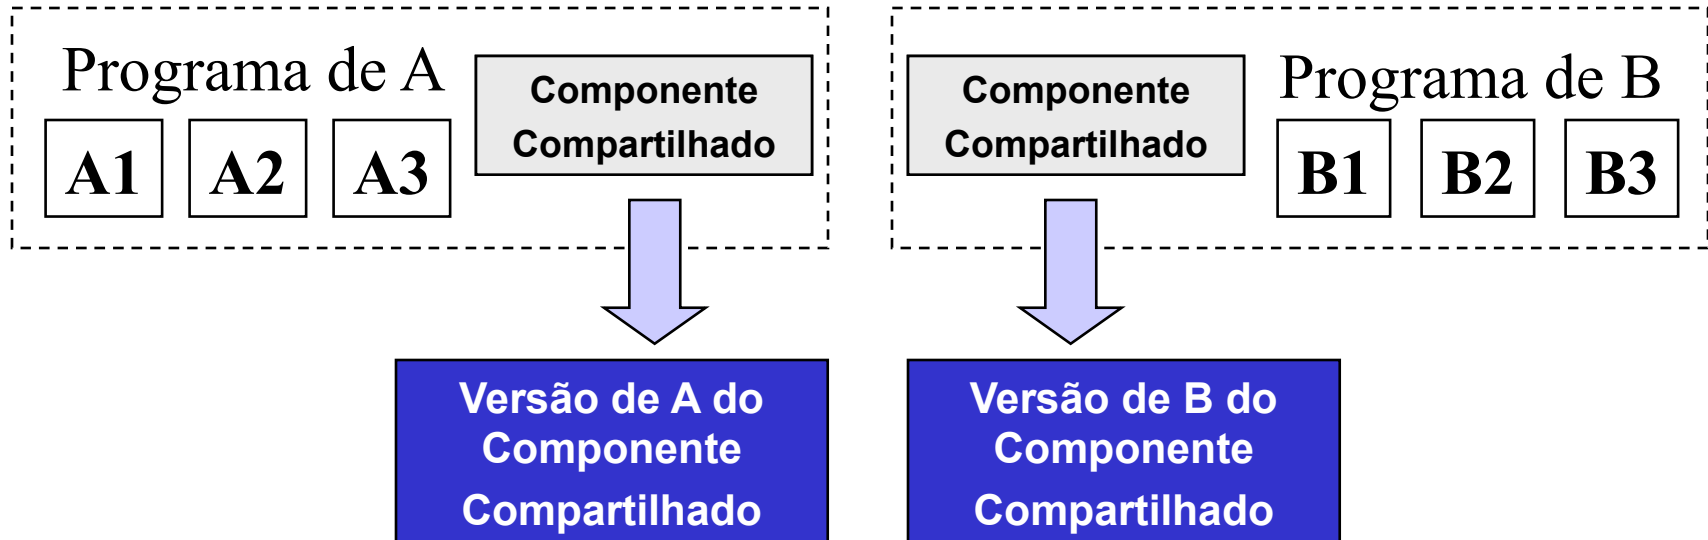 Programa de A
Componente
Compartilhado
A1 A2 A3
Componente
Compartilhado
Programa de B
B1 B2 B3
Versão de A do
Componente
Compartilhado
Versão de B do
Componente
Compartilhado